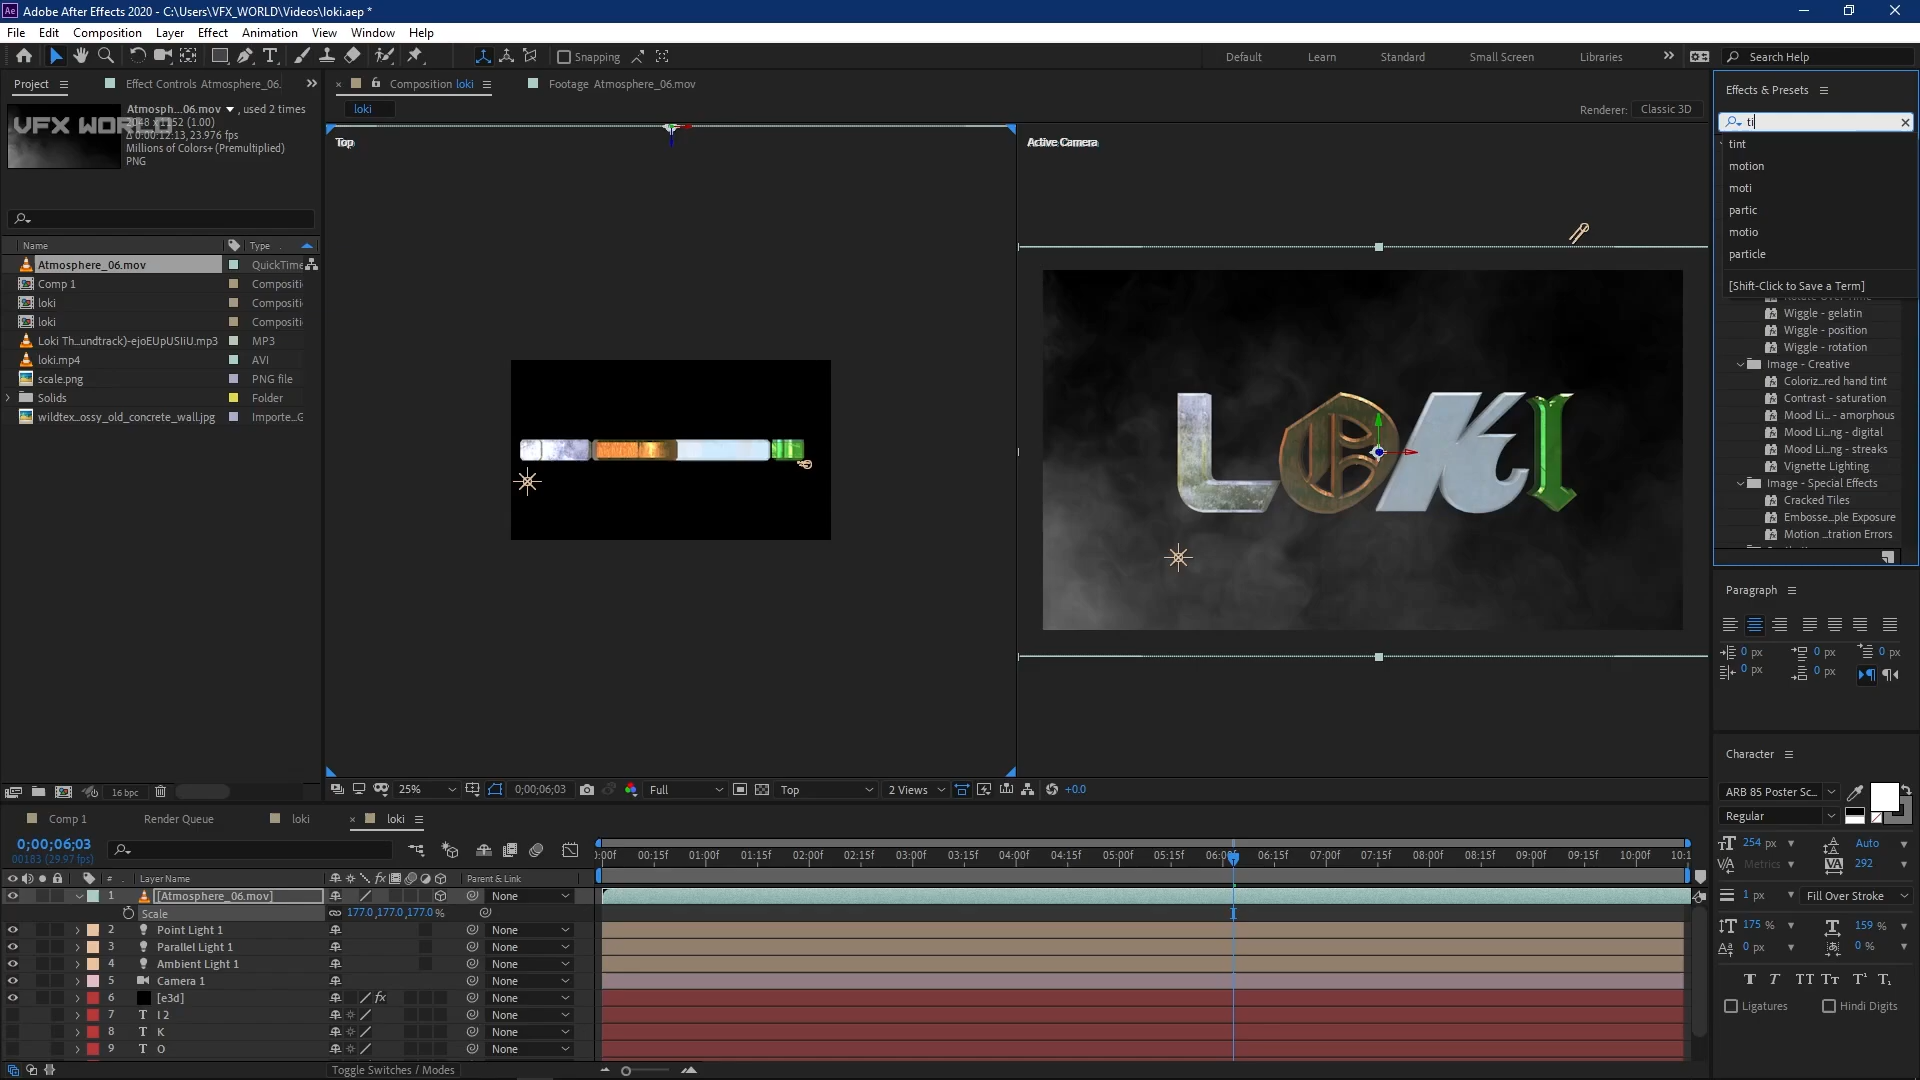 Ae Adobe After Effects 2020 - C:\Users\VFX_WORLD\Videos\loki.aep *
File Edit Composition Layer Effect Animation View Window Help
Snapping
Default Learn Standard Small Screen Libraries
Search Help
Project
Effect Controls Atmosphere_06.
Atmosph...06.mov ▼ , used 2 times
2048 x 1152 (1.00)
Δ 0:00:12:13, 23.976 fps
Millions of Colors+ (Premultiplied)
PNG
VFX WORLD
Name Type
Atmosphere_06.mov QuickTime
Comp 1 Compositi
loki Compositi
loki Compositi
Loki Th...undtrack)-ejoEUpUSIiU.mp3 MP3
loki.mp4 AVI
scale.png PNG file
Solids Folder
wildtex...ossy_old_concrete_wall.jpg Importe...G
16 bpc
Composition loki
Footage Atmosphere_06.mov
loki
Renderer: Classic 3D
Top
Active Camera
LOKI
25% 0;00;06;03 Full Top 2 Views +0.0
Effects & Presets
ti
tint
motion
moti
partic
motio
particle
[Shift-Click to Save a Term]
Wiggle - gelatin
Wiggle - position
Wiggle - rotation
Image - Creative
Coloriz...red hand tint
Contrast - saturation
Mood Li... - amorphous
Mood Li...ng - digital
Mood Li...ng - streaks
Vignette Lighting
Image - Special Effects
Cracked Tiles
Embosse...ple Exposure
Motion ...tration Errors
Paragraph
0 px 0 px 0 px
0 px 0 px
Character
ARB 85 Poster Sc...
Regular
254 px Auto
Metrics 292
1 px Fill Over Stroke
175 % 159 %
0 px 0 %
T T TT Tt T¹ T₁
Ligatures Hindi Digits
Comp 1 Render Queue loki loki
0;00;06;03
00183 (29.97 fps)
# Layer Name Parent & Link
1 [Atmosphere_06.mov] None
Scale 177.0,177.0,177.0 %
2 Point Light 1 None
3 Parallel Light 1 None
4 Ambient Light 1 None
5 Camera 1 None
6 [e3d] fx None
7 T I 2 None
8 T K None
9 T O None
Toggle Switches / Modes
):00f 00:15f 01:00f 01:15f 02:00f 02:15f 03:00f 03:15f 04:00f 04:15f 05:00f 05:15f 06:00f 06:15f 07:00f 07:15f 08:00f 08:15f 09:00f 09:15f 10:00f 10:1